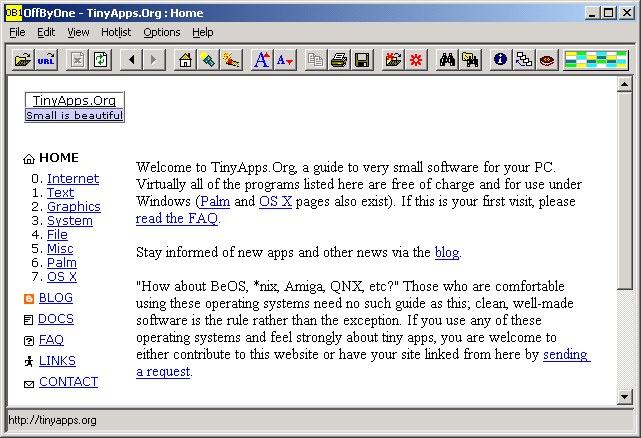 OB1 OffByOne - TinyApps.Org : Home
File Edit View Hotlist Options Help
URL A A
TinyApps.Org
Small is beautiful
HOME
0. Internet
1. Text
2. Graphics
3. System
4. File
5. Misc
6. Palm
7. OS X
BLOG
DOCS
FAQ
LINKS
CONTACT
Welcome to TinyApps.Org, a guide to very small software for your PC.
Virtually all of the programs listed here are free of charge and for use under
Windows (Palm and OS X pages also exist). If this is your first visit, please
read the FAQ.
Stay informed of new apps and other news via the blog.
"How about BeOS, *nix, Amiga, QNX, etc?" Those who are comfortable
using these operating systems need no such guide as this; clean, well-made
software is the rule rather than the exception. If you use any of these
operating systems and feel strongly about tiny apps, you are welcome to
either contribute to this website or have your site linked from here by sending
a request.
http://tinyapps.org